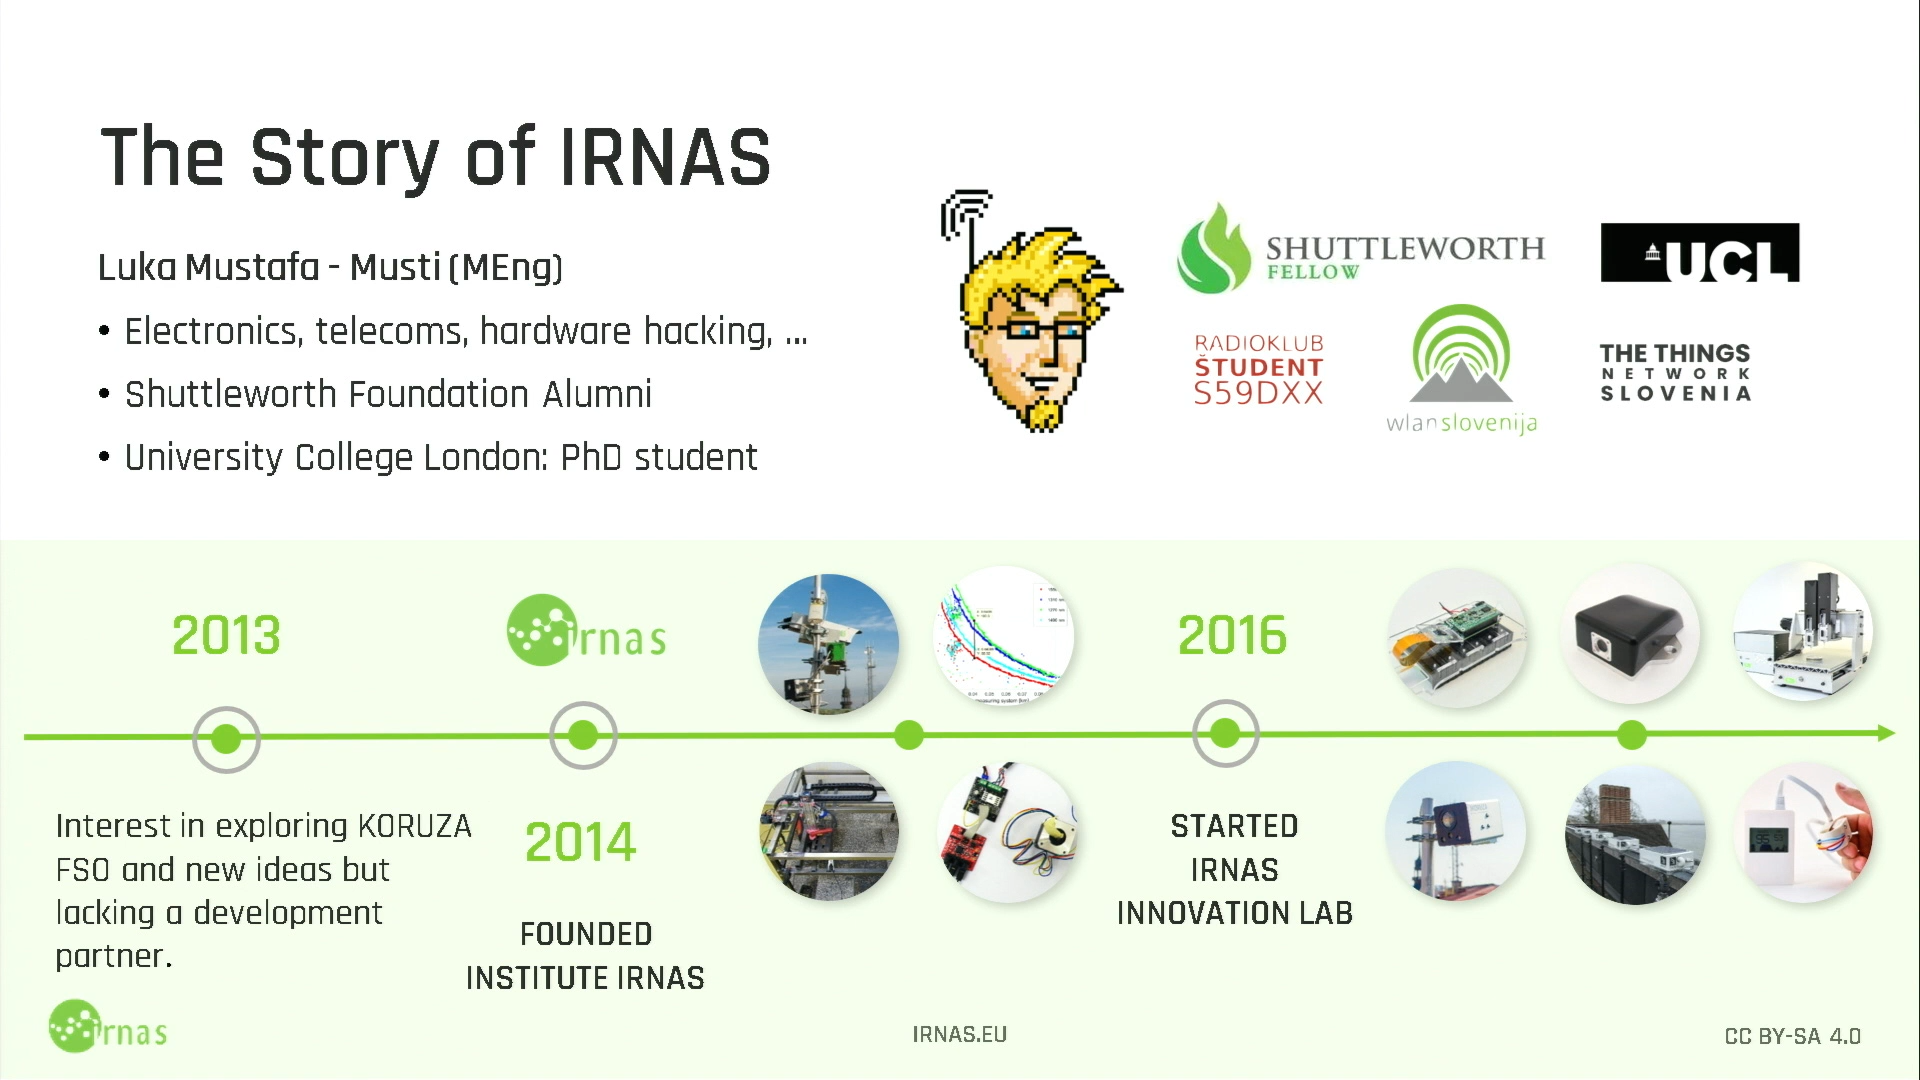 The Story of IRNAS
Luka Mustafa - Musti (MEng)
• Electronics, telecoms, hardware hacking, ...
• Shuttleworth Foundation Alumni
• University College London: PhD student
SHUTTLEWORTH
FELLOW
UCL
RADIOKLUB
ŠTUDENT
S59DXX
wlan slovenija
THE THINGS
NETWORK
SLOVENIA
2013
Interest in exploring KORUZA
FSO and new ideas but
lacking a development
partner.
irnas
2014
FOUNDED
INSTITUTE IRNAS
2016
STARTED
IRNAS
INNOVATION LAB
irnas
IRNAS.EU
CC BY-SA 4.0